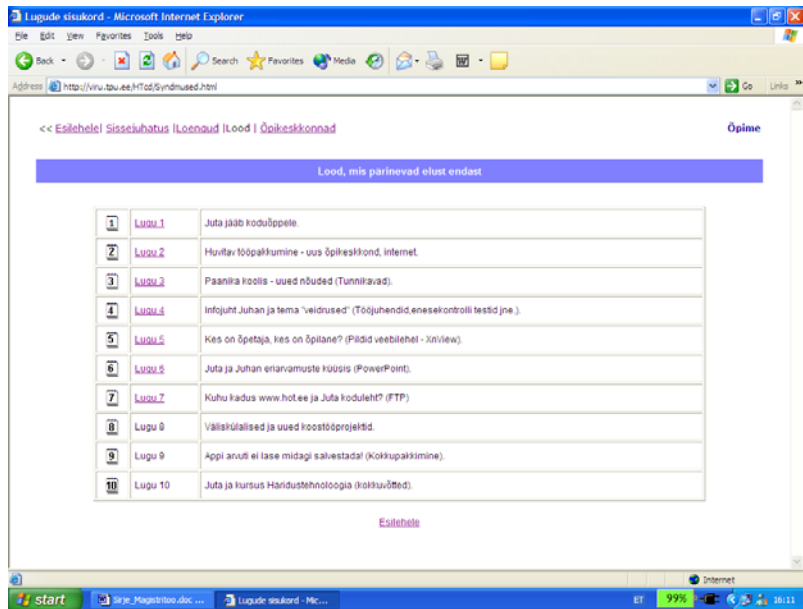 Lugude sisukord - Microsoft Internet Explorer
File Edit View Favorites Tools Help
Back Search Favorites Media
Address http://viru.tpu.ee/HTcd/Syndmused.html Go Links »
<< Esilehele| Sissejuhatus |Loengud |Lood | Õpikeskkonnad Õpime
Lood, mis pärinevad elust endast
1 Lugu 1 Juta jääb koduõppele.
2 Lugu 2 Huvitav tööpakkumine - uus õpikeskkond, internet.
3 Lugu 3 Paanika koolis - uued nõuded (Tunnikavad).
4 Lugu 4 Infojuht Juhan ja tema "veidrused" (Tööjuhendid,enesekontrolli testid jne.).
5 Lugu 5 Kes on õpetaja, kes on õpilane? (Pildid veebilehel - XnView).
6 Lugu 6 Juta ja Juhan eriarvamuste küüsis (PowerPoint).
7 Lugu 7 Kuhu kadus www.hot.ee ja Juta koduleht? (FTP)
8 Lugu 8 Väliskülalised ja uued koostööprojektid.
9 Lugu 9 Appi arvuti ei lase midagi salvestada! (Kokkupakkimine).
10 Lugu 10 Juta ja kursus Haridustehnoloogia (kokkuvõtted).
Esilehele
Internet
start Sirje_Magistritoo.doc ... Lugude sisukord - Mic... ET 99% 16:11